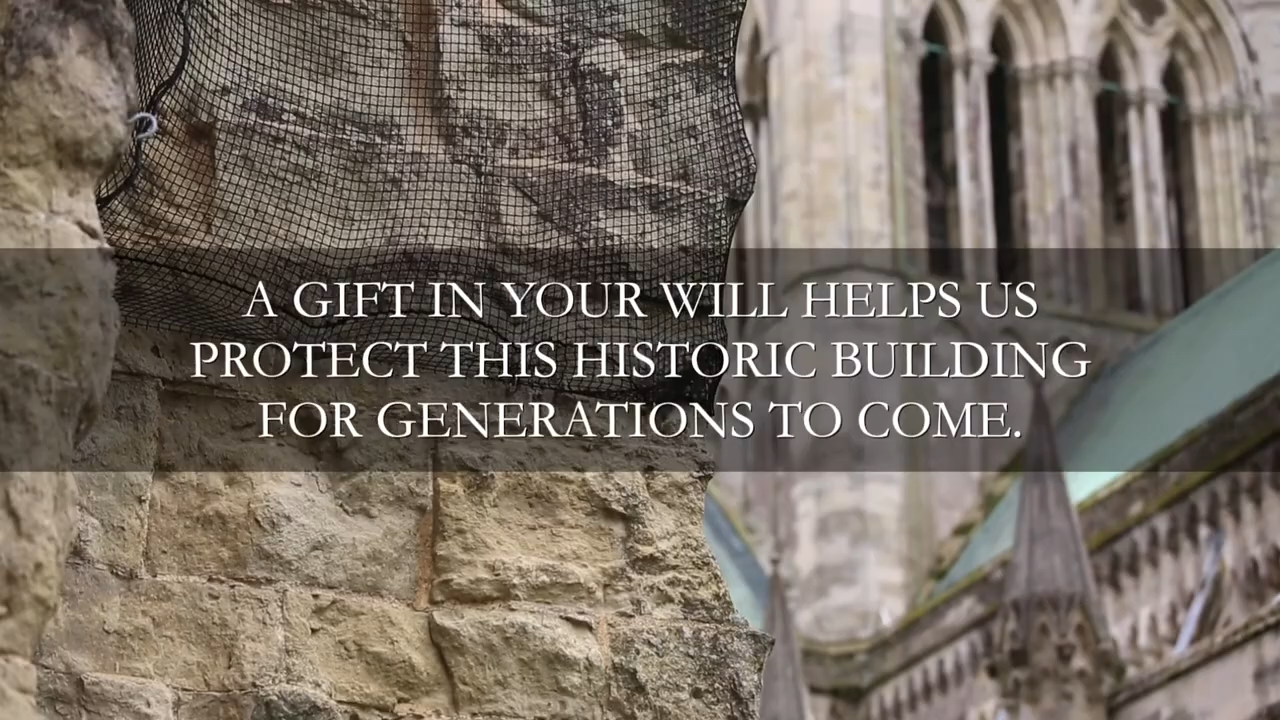 A GIFT IN YOUR WILL HELPS US
PROTECT THIS HISTORIC BUILDING
FOR GENERATIONS TO COME.